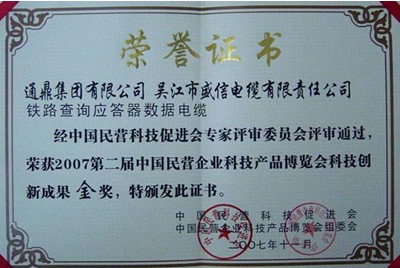 荣誉证书
通鼎集团有限公司 吴江市盛信电缆有限责任公司
铁路查询应答器数据电缆
经中国民营科技促进会专家评审委员会评审通过,
荣获2007第二届中国民营企业科技产品博览会科技创
新成果 金奖,特颁发此证书。
中国民营科技促进会
中国民营企业科技产品博览会组委会
二〇〇七年十一月